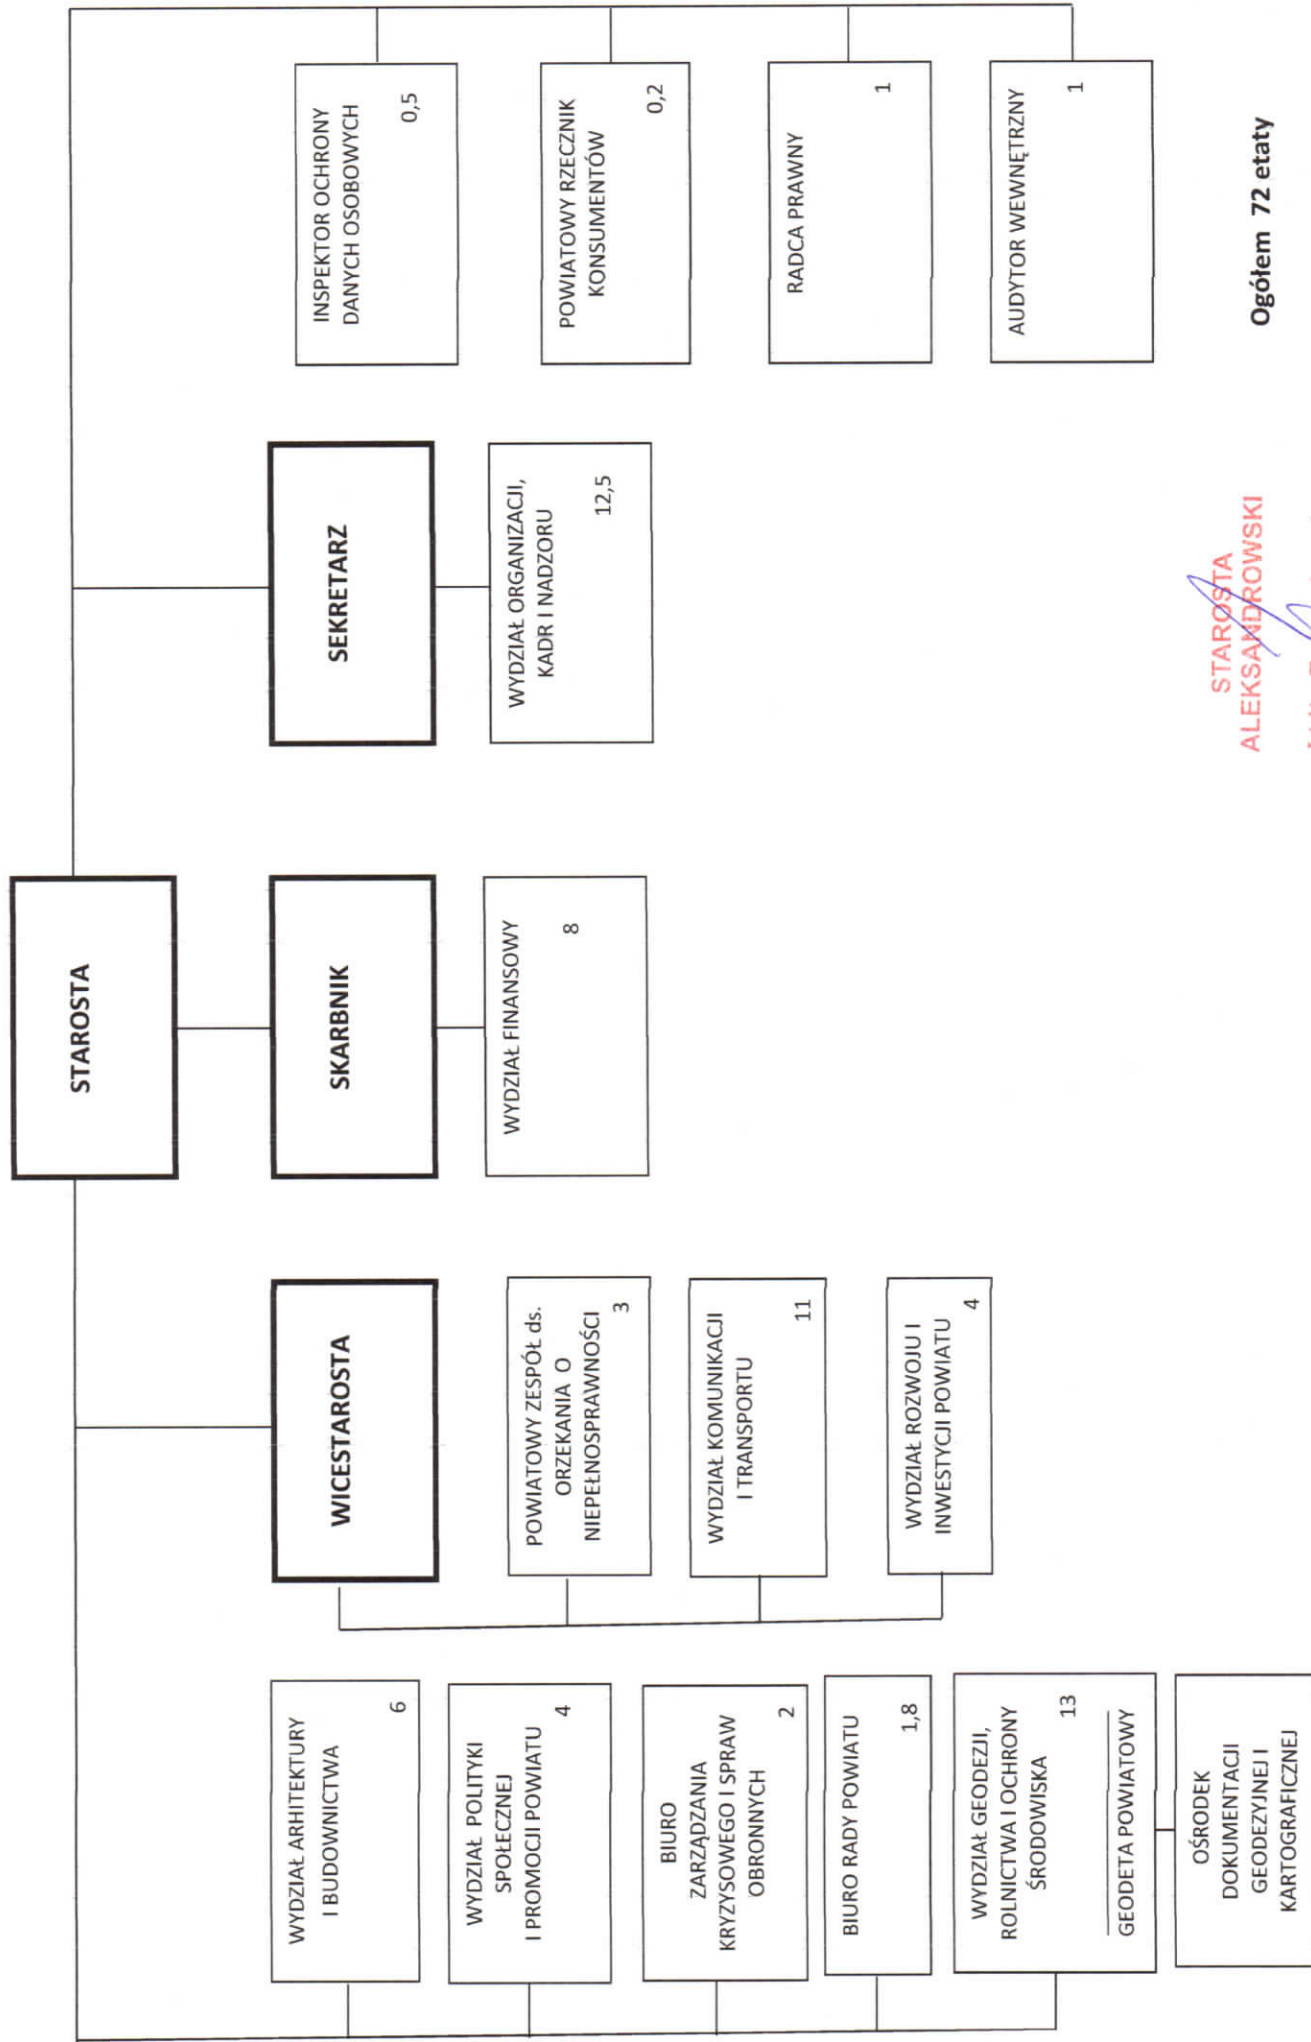 STAROSTA
WICESTAROSTA
SKARBNIK
SEKRETARZ
WYDZIAŁ ARHITEKTURY
I BUDOWNICTWA
6
WYDZIAŁ POLITYKI
SPOŁECZNEJ
I PROMOCJI POWIATU
4
BIURO
ZARZĄDZANIA
KRYZYSOWEGO I SPRAW
OBRONNYCH
2
BIURO RADY POWIATU
1,8
WYDZIAŁ GEODEZJI,
ROLNICTWA I OCHRONY
ŚRODOWISKA
13
GEODETA POWIATOWY
OŚRODEK
DOKUMENTACJI
GEODEZYJNEJ I
KARTOGRAFICZNEJ
POWIATOWY ZESPÓŁ ds.
ORZEKANIA O
NIEPEŁNOSPRAWNOŚCI
3
WYDZIAŁ KOMUNIKACJI
I TRANSPORTU
11
WYDZIAŁ ROZWOJU I
INWESTYCJI POWIATU
4
WYDZIAŁ FINANSOWY
8
WYDZIAŁ ORGANIZACJI,
KADR I NADZORU
12,5
INSPEKTOR OCHRONY
DANYCH OSOBOWYCH
0,5
POWIATOWY RZECZNIK
KONSUMENTÓW
0,2
RADCA PRAWNY
1
AUDYTOR WEWNĘTRZNY
1
Ogółem 72 etaty
STAROSTA
ALEKSANDROWSKI